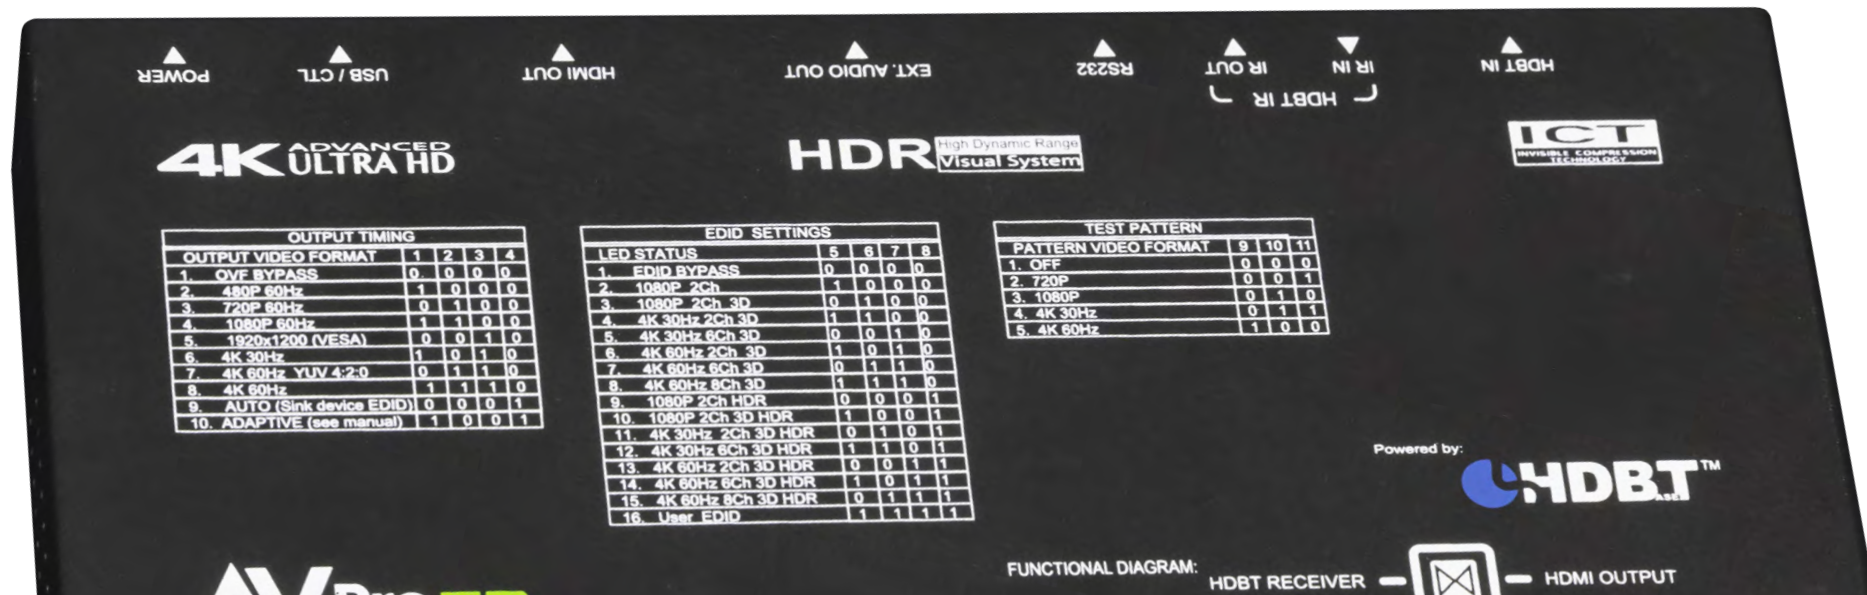 POWER
USB / CTL
HDMI OUT
EXT. AUDIO OUT
RS232
IR OUT
IR IN
HDBT IR
HDBT IN
4K ADVANCED
ULTRA HD
HDR High Dynamic Range
Visual System
ICT
INVISIBLE COMPRESSION
TECHNOLOGY
OUTPUT TIMING
OUTPUT VIDEO FORMAT 1 2 3 4
1. OVF BYPASS 0. 0 0 0
2. 480P 60Hz 1 0 0 0
3. 720P 60Hz 0 1 0 0
4. 1080P 60Hz 1 1 0 0
5. 1920x1200 (VESA) 0 0 1 0
6. 4K 30Hz 1 0 1 0
7. 4K 60Hz YUV 4:2:0 0 1 1 0
8. 4K 60Hz 1 1 1 0
9. AUTO (Sink device EDID) 0 0 0 1
10. ADAPTIVE (see manual) 1 0 0 1
EDID SETTINGS
LED STATUS 5 6 7 8
1. EDID BYPASS 0 0 0 0
2. 1080P 2Ch 1 0 0 0
3. 1080P 2Ch 3D 0 1 0 0
4. 4K 30Hz 2Ch 3D 1 1 0 0
5. 4K 30Hz 6Ch 3D 0 0 1 0
6. 4K 60Hz 2Ch 3D 1 0 1 0
7. 4K 60Hz 6Ch 3D 0 1 1 0
8. 4K 60Hz 8Ch 3D 1 1 1 0
9. 1080P 2Ch HDR 0 0 0 1
10. 1080P 2Ch 3D HDR 1 0 0 1
11. 4K 30Hz 2Ch 3D HDR 0 1 0 1
12. 4K 30Hz 6Ch 3D HDR 1 1 0 1
13. 4K 60Hz 2Ch 3D HDR 0 0 1 1
14. 4K 60Hz 6Ch 3D HDR 1 0 1 1
15. 4K 60Hz 8Ch 3D HDR 0 1 1 1
16. User EDID 1 1 1 1
TEST PATTERN
PATTERN VIDEO FORMAT 9 10 11
1. OFF 0 0 0
2. 720P 0 0 1
3. 1080P 0 1 0
4. 4K 30Hz 0 1 1
5. 4K 60Hz 1 0 0
Powered by:
HDBT ASE ™
FUNCTIONAL DIAGRAM:
HDBT RECEIVER
HDMI OUTPUT
AVPro